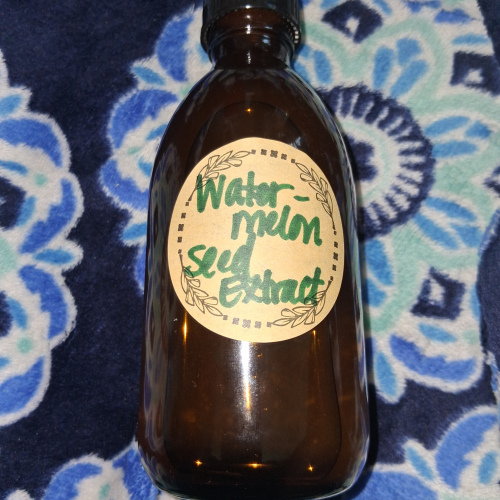 Water-
melon
seed
Extract